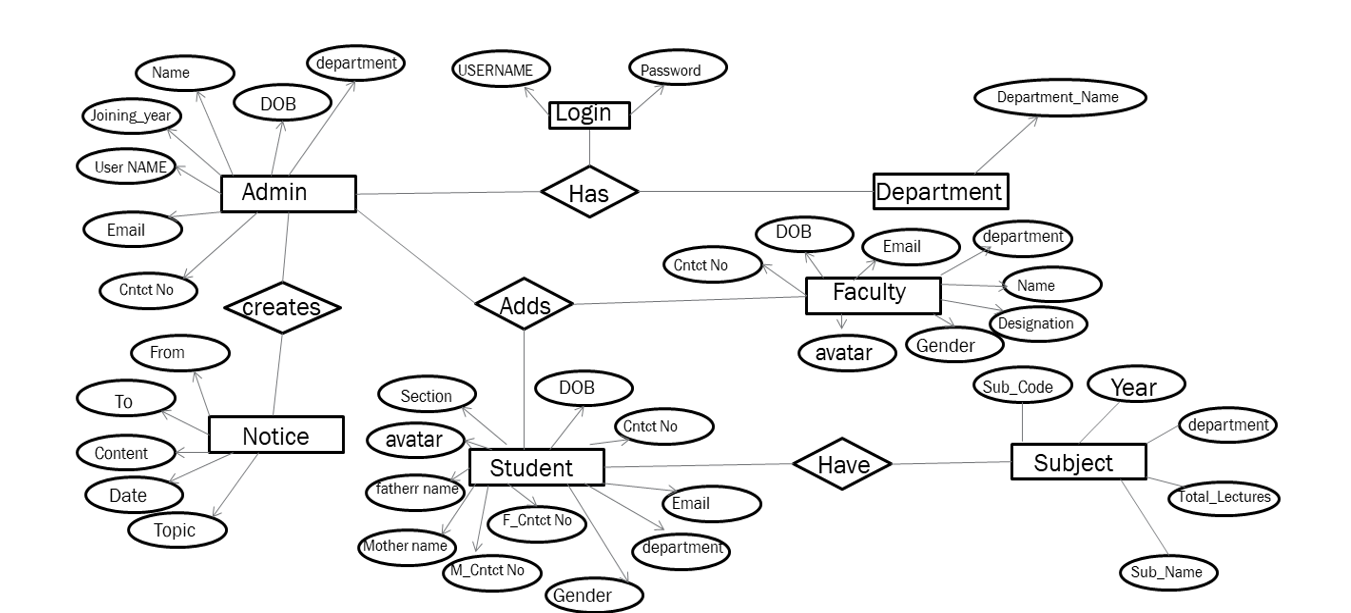 department
Name
USERNAME
Password
DOB
Department_Name
Joining_year
Login
User NAME
Admin
Has
Department
Email
DOB
Email
department
Cntct No
Cntct No
Faculty
Name
creates
Adds
Designation
From
avatar
Gender
Section
DOB
Sub_Code
Year
To
Cntct No
department
avatar
Notice
Content
Student
Have
Subject
fatherr name
Date
Email
Total_Lectures
Topic
F_Cntct No
Mother name
department
M_Cntct No
Sub_Name
Gender